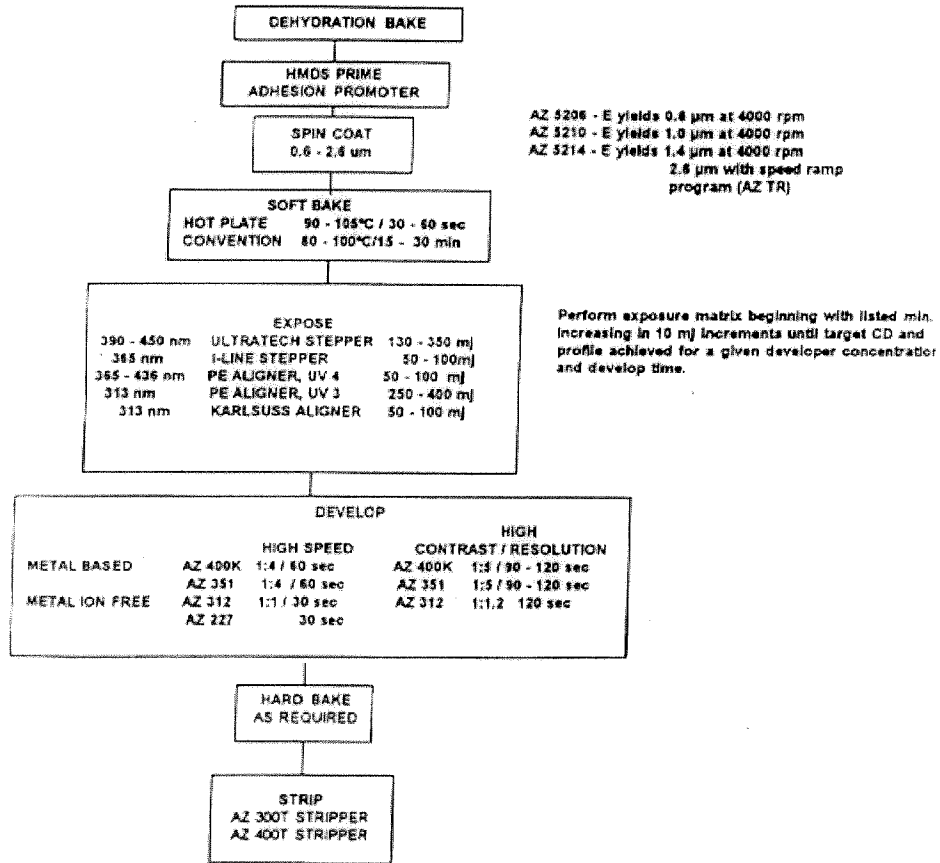 DEHYDRATION BAKE
HMDS PRIME
ADHESION PROMOTER
SPIN COAT
0.6 - 2.6 um
AZ 5206 - E yields 0.6 µm at 4000 rpm
AZ 5210 - E yields 1.0 µm at 4000 rpm
AZ 5214 - E yields 1.4 µm at 4000 rpm
2.6 µm with speed ramp
program (AZ TR)
SOFT BAKE
HOT PLATE 90 - 105°C / 30 - 60 sec
CONVENTION 80 - 100°C/15 - 30 min
EXPOSE
390 - 450 nm ULTRATECH STEPPER 130 - 350 mj
365 nm I-LINE STEPPER 50 - 100mj
365 - 436 nm PE ALIGNER, UV 4 50 - 100 mj
313 nm PE ALIGNER, UV 3 250 - 400 mj
313 nm KARLSUSS ALIGNER 50 - 100 mj
Perform exposure matrix beginning with listed min.
Increasing in 10 mj increments until target CD and
profile achieved for a given developer concentration
and develop time.
DEVELOP
HIGH SPEED
HIGH
CONTRAST / RESOLUTION
METAL BASED AZ 400K 1:4 / 60 sec AZ 400K 1:5 / 90 - 120 sec
AZ 351 1:4 / 60 sec AZ 351 1:5 / 90 - 120 sec
METAL ION FREE AZ 312 1:1 / 30 sec AZ 312 1:1.2 120 sec
AZ 227 30 sec
HARD BAKE
AS REQUIRED
STRIP
AZ 300T STRIPPER
AZ 400T STRIPPER